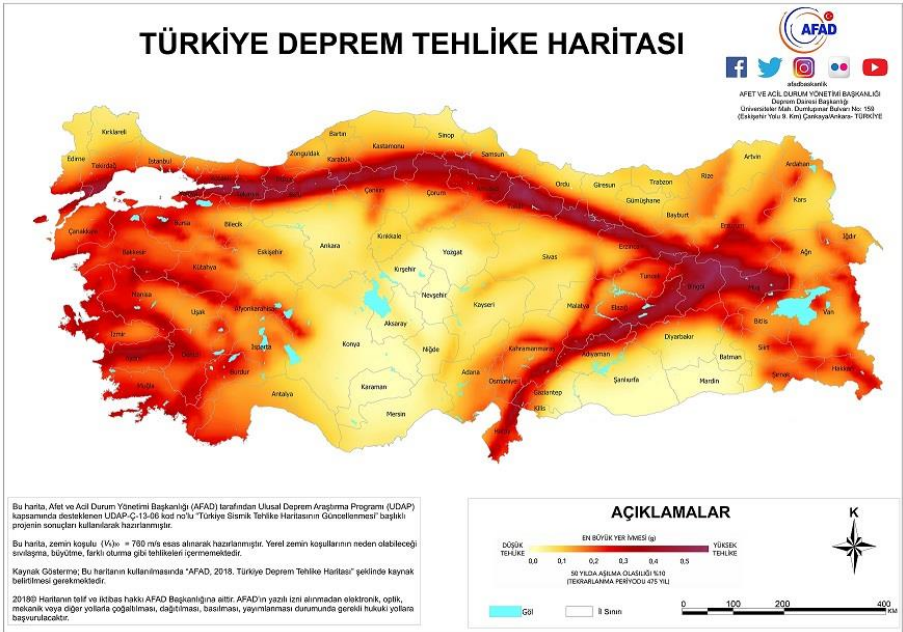 TÜRKİYE DEPREM TEHLİKE HARİTASI
AFAD
afadbaskanlik
AFET VE ACİL DURUM YÖNETİMİ BAŞKANLIĞI
Deprem Dairesi Başkanlığı
Üniversiteler Mah. Dumlupınar Bulvarı No: 159
(Eskişehir Yolu 9. Km) Çankaya/Ankara- TÜRKİYE
Kırklareli
Edirne
Tekirdağ
İstanbul
Zonguldak
Bartın
Karabük
Kastamonu
Sinop
Samsun
Çankırı
Çorum
Ordu
Giresun
Trabzon
Rize
Artvin
Ardahan
Kars
Gümüşhane
Bayburt
Erzurum
Erzincan
Iğdır
Ağrı
Çanakkale
Balıkesir
Bursa
Bilecik
Eskişehir
Ankara
Kırıkkale
Yozgat
Sivas
Tunceli
Bingöl
Muş
Kütahya
Manisa
Uşak
Afyonkarahisar
Kırşehir
Nevşehir
Kayseri
Malatya
Elazığ
Bitlis
Van
İzmir
Aydın
Denizli
Isparta
Burdur
Konya
Aksaray
Niğde
Kahramanmaraş
Adıyaman
Diyarbakır
Batman
Siirt
Şırnak
Hakkari
Muğla
Antalya
Karaman
Mersin
Adana
Osmaniye
Gaziantep
Kilis
Hatay
Şanlıurfa
Mardin
Bu harita, Afet ve Acil Durum Yönetimi Başkanlığı (AFAD) tarafından Ulusal Deprem Araştırma Programı (UDAP)
kapsamında desteklenen UDAP-Ç-13-06 kod no'lu "Türkiye Sismik Tehlike Haritasının Güncellenmesi" başlıklı
projenin sonuçları kullanılarak hazırlanmıştır.
Bu harita, zemin koşulu (Vs)30 = 760 m/s esas alınarak hazırlanmıştır. Yerel zemin koşullarının neden olabileceği
sıvılaşma, büyütme, farklı oturma gibi tehlikeleri içermemektedir.
Kaynak Gösterme; Bu haritanın kullanılmasında "AFAD, 2018. Türkiye Deprem Tehlike Haritası" şeklinde kaynak
belirtilmesi gerekmektedir.
2018© Haritanın telif ve iktibas hakkı AFAD Başkanlığına aittir. AFAD'ın yazılı izni alınmadan elektronik, optik,
mekanik veya diğer yollarla çoğaltılması, dağıtılması, basılması, yayımlanması durumunda gerekli hukuki yollara
başvurulacaktır.
AÇIKLAMALAR
EN BÜYÜK YER İVMESİ (g)
DÜŞÜK
TEHLİKE
YÜKSEK
TEHLİKE
0,0 0,1 0,2 0,3 0,4 0,5
50 YILDA AŞILMA OLASILIĞI %10
(TEKRARLANMA PERİYODU 475 YIL)
Göl
İl Sınırı
K
0 50 100 200 300 400
KM